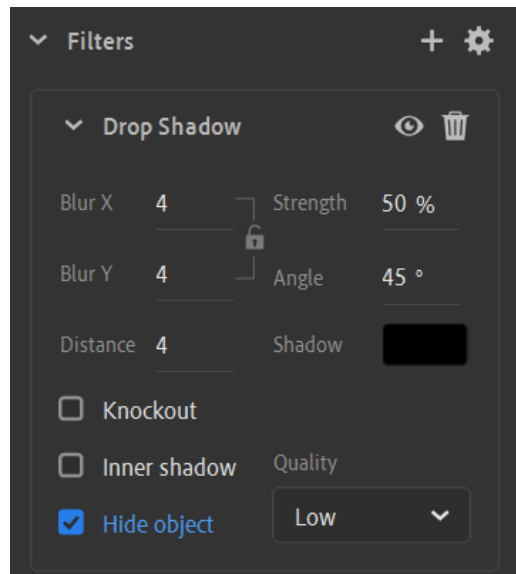 Filters
Drop Shadow
Blur X 4 Strength 50 %
Blur Y 4 Angle 45 °
Distance 4 Shadow
Knockout
Inner shadow Quality
Hide object Low